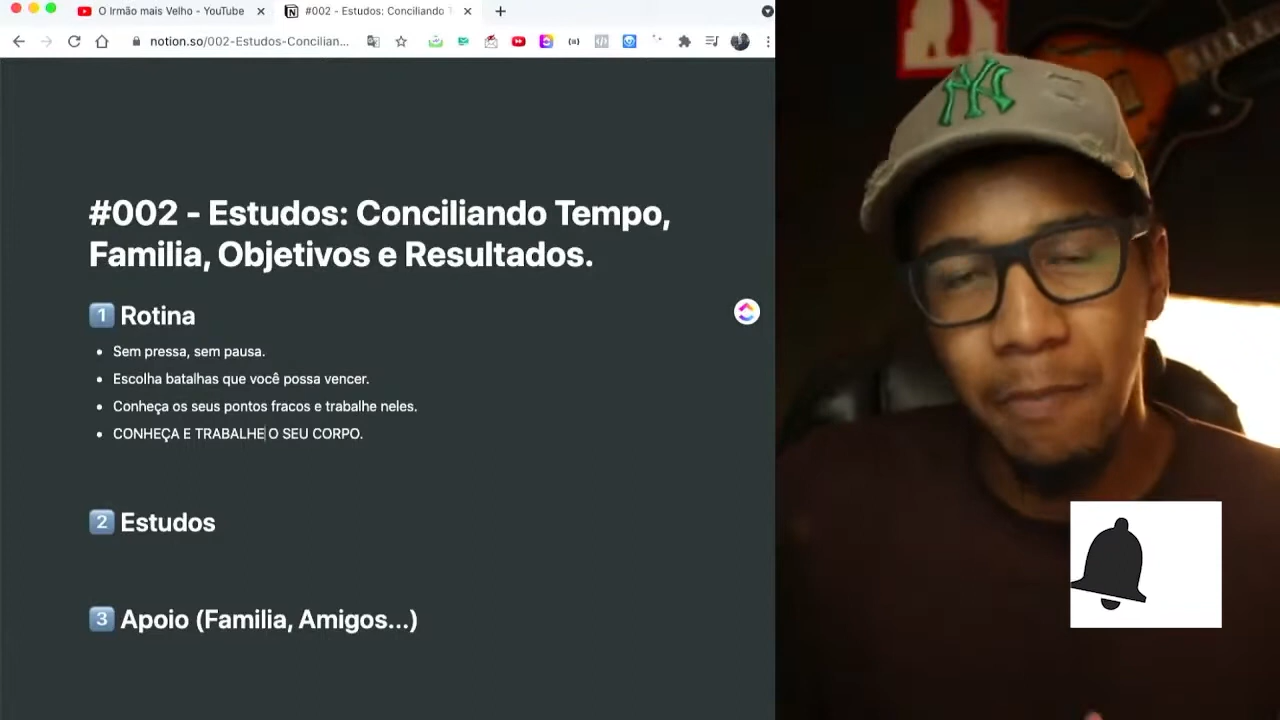 O Irmão mais Velho - YouTube
#002 - Estudos: Conciliando T
notion.so/002-Estudos-Concilian...
#002 - Estudos: Conciliando Tempo,
Familia, Objetivos e Resultados.
1 Rotina
Sem pressa, sem pausa.
Escolha batalhas que você possa vencer.
Conheça os seus pontos fracos e trabalhe neles.
CONHEÇA E TRABALHE O SEU CORPO.
2 Estudos
3 Apoio (Familia, Amigos...)
NY